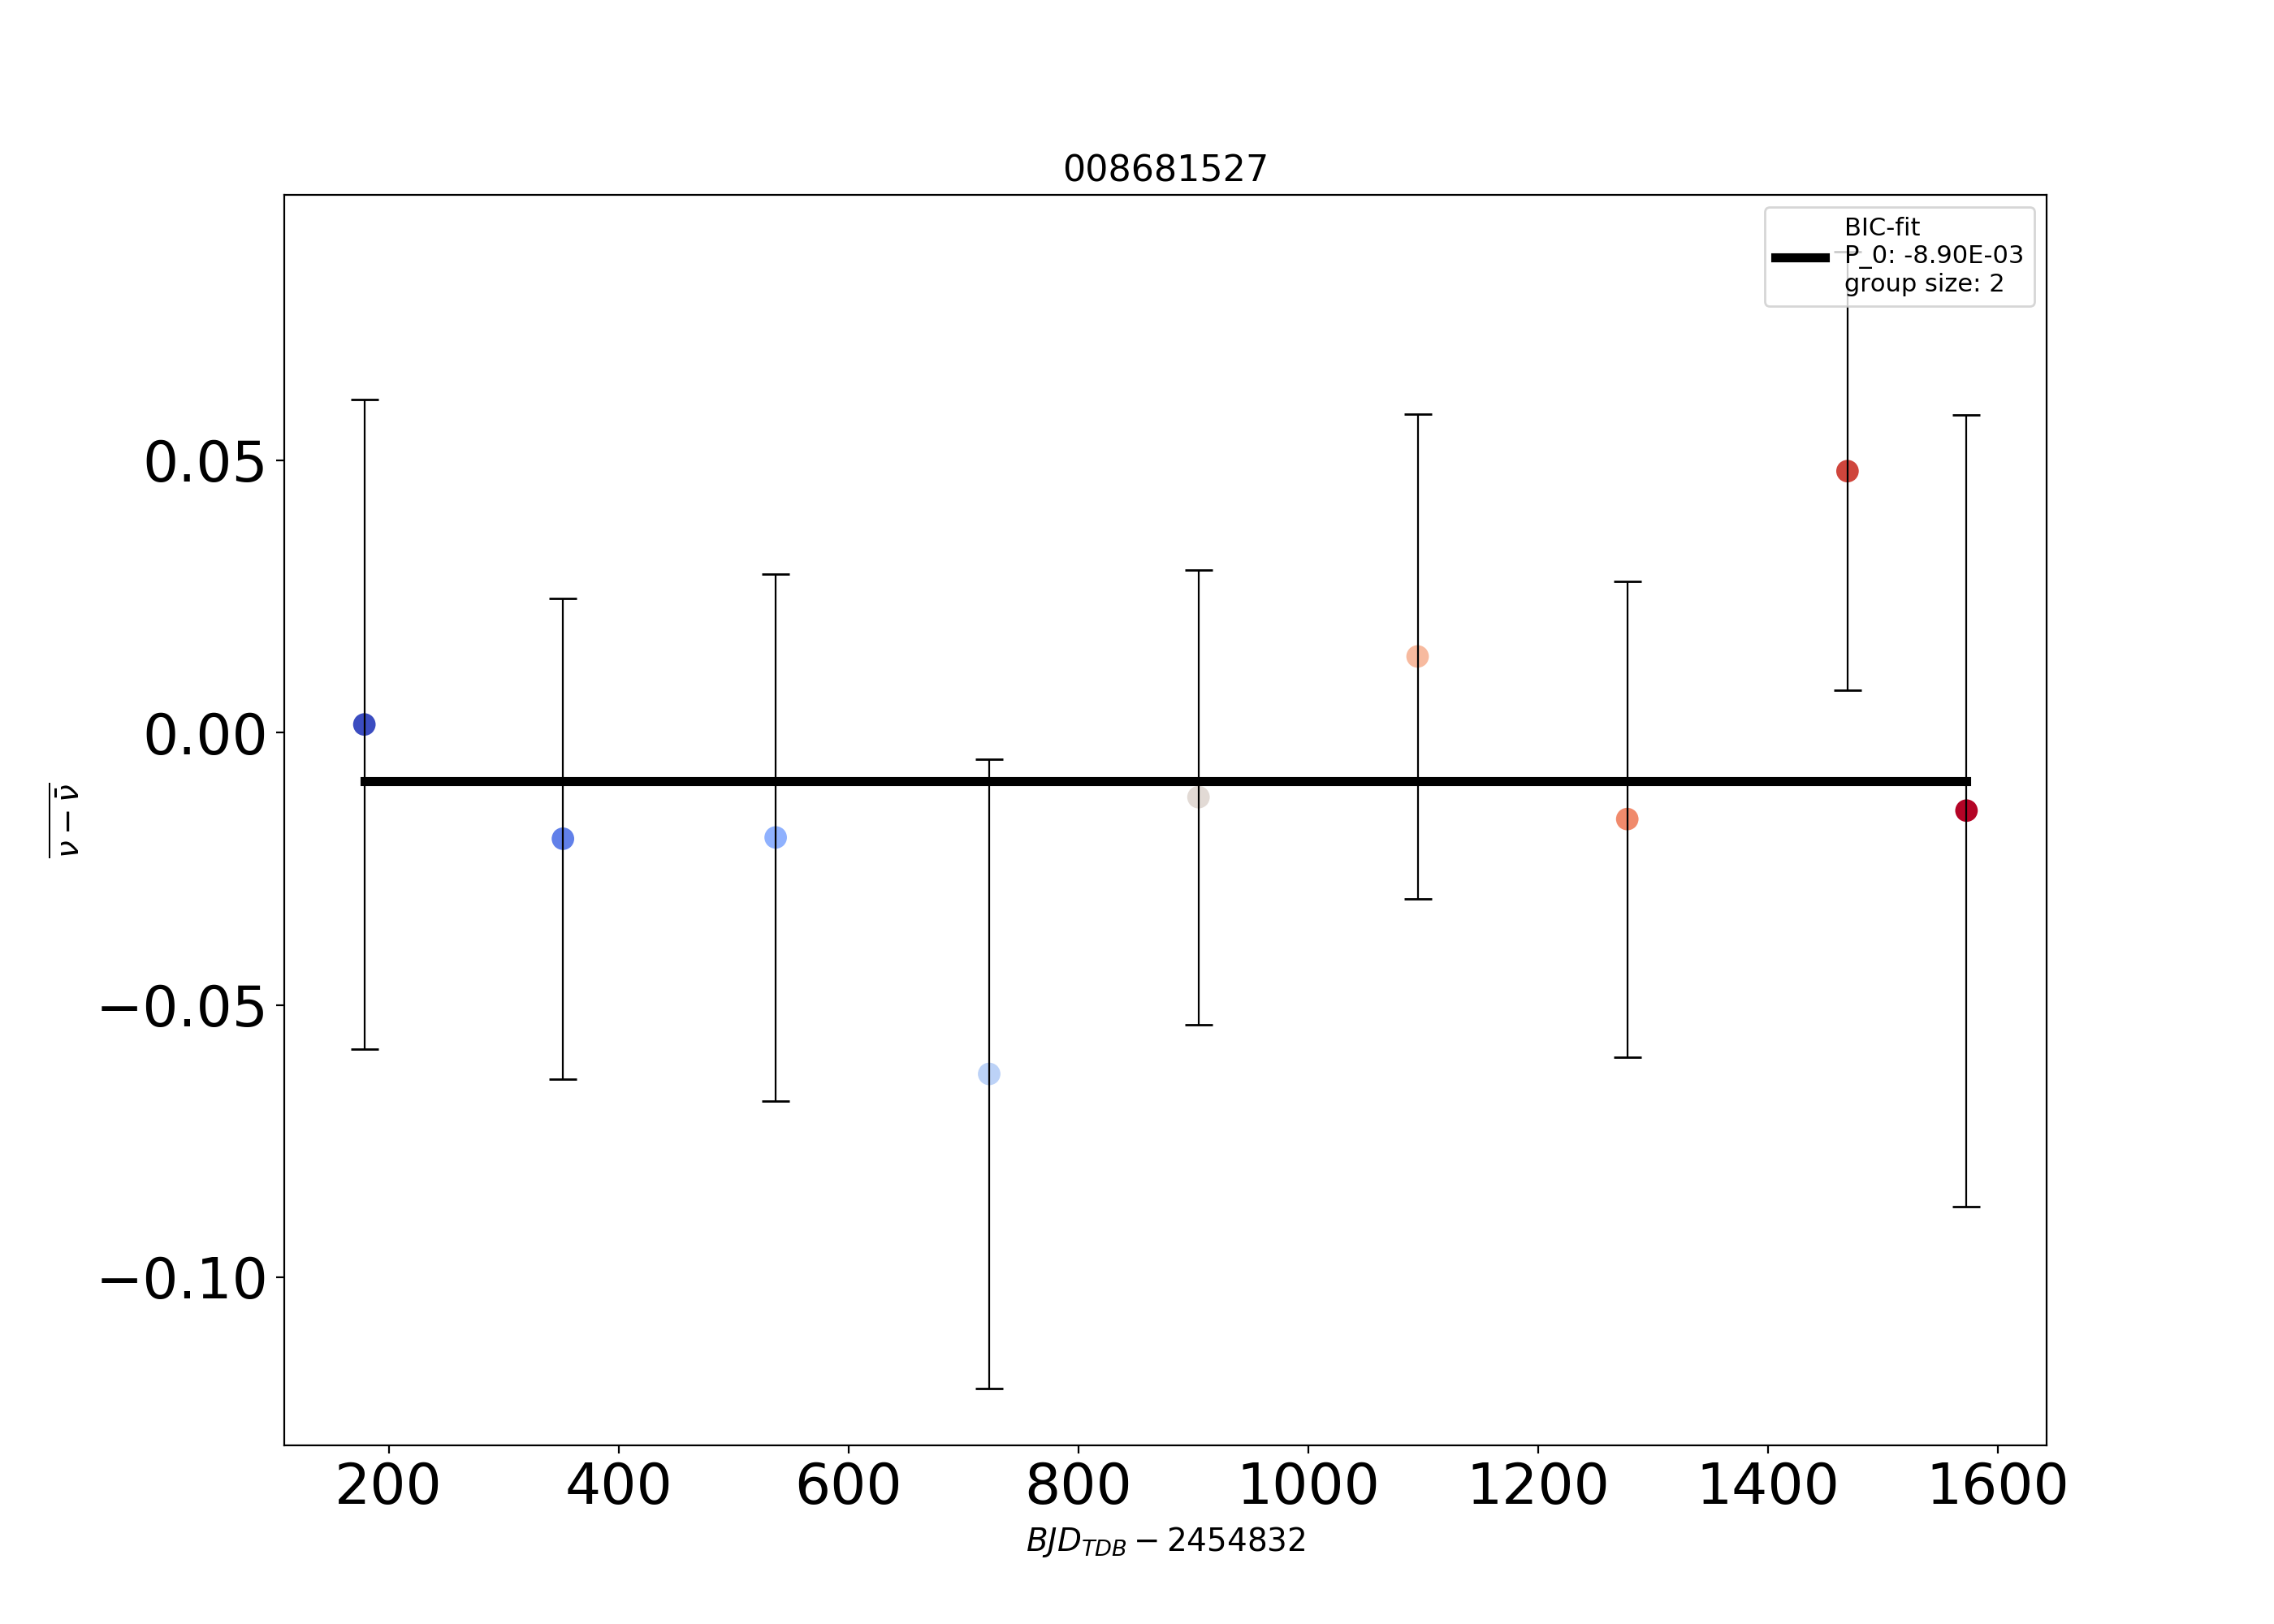 008681527
BIC-fit
P_0: -8.90E-03
group size: 2
0.05
0.00
−0.05
−0.10
ν − ν̄
200 400 600 800 1000 1200 1400 1600
BJD_TDB − 2454832